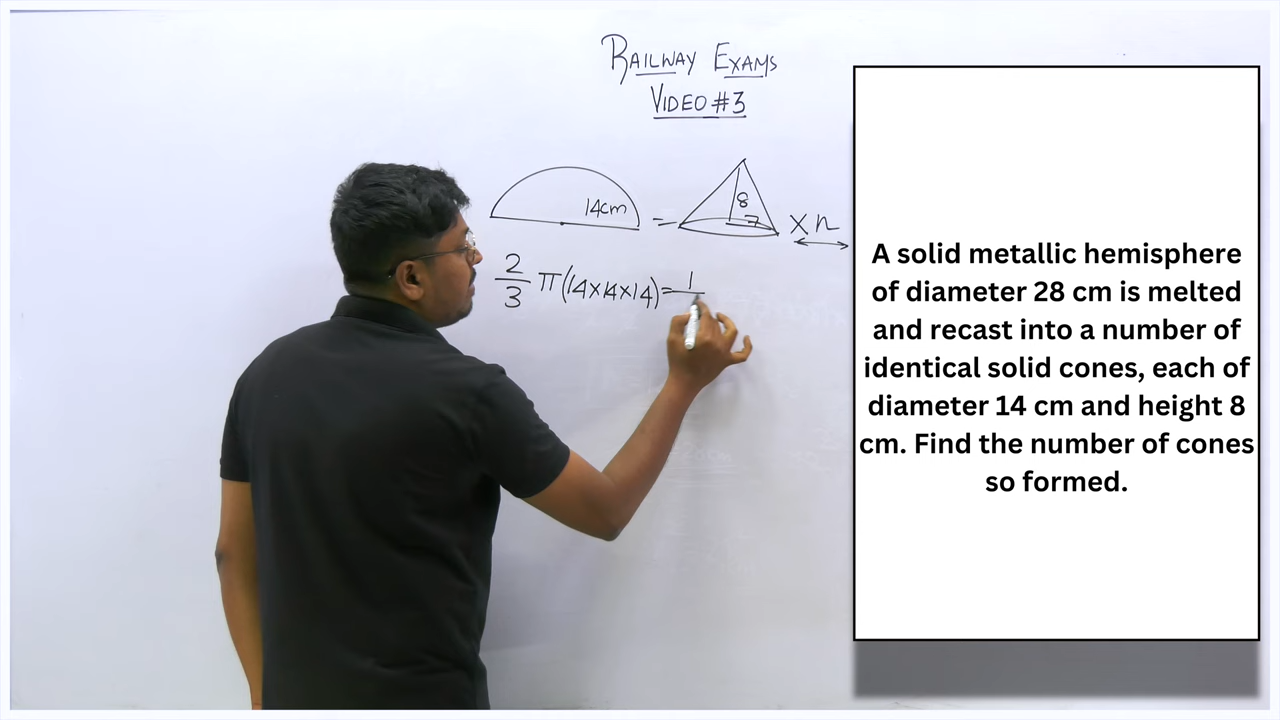 RAILWAY EXAMS
VIDEO #3
14cm = 8 7 × n
2/3 π(14×14×14) = 1
A solid metallic hemisphere
of diameter 28 cm is melted
and recast into a number of
identical solid cones, each of
diameter 14 cm and height 8
cm. Find the number of cones
so formed.